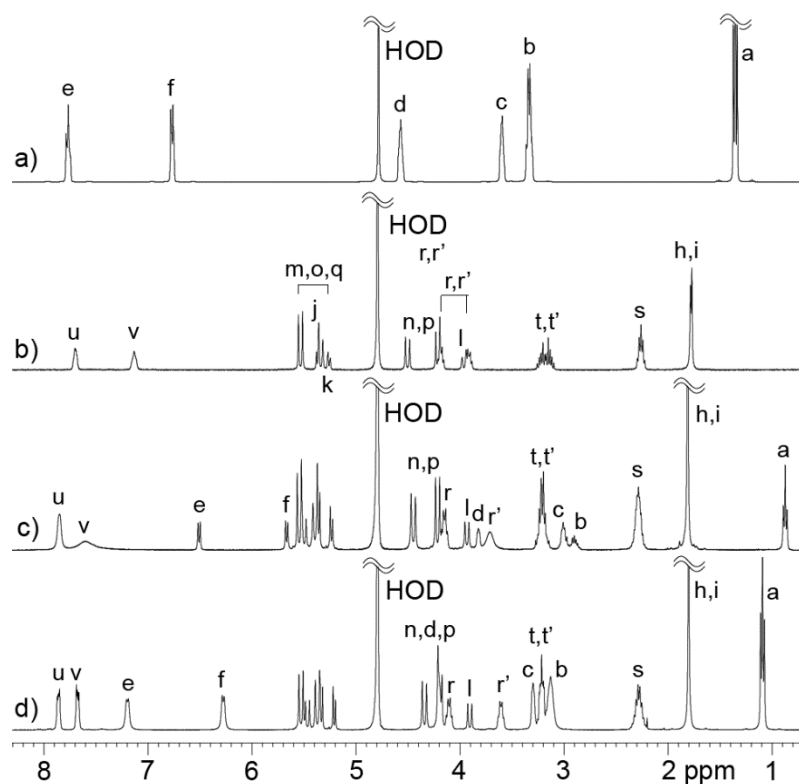 HOD
e f d c b a
a)
HOD
r,r’
m,o,q r,r’ h,i
j
u v n,p l t,t’ s
b)
k
HOD
h,i
n,p t,t’ a
u v e f r l d r’ c b s
c)
HOD
h,i a
n,d,p t,t’
u v e f r l r’ c b s
d)
8 7 6 5 4 3 2 ppm 1